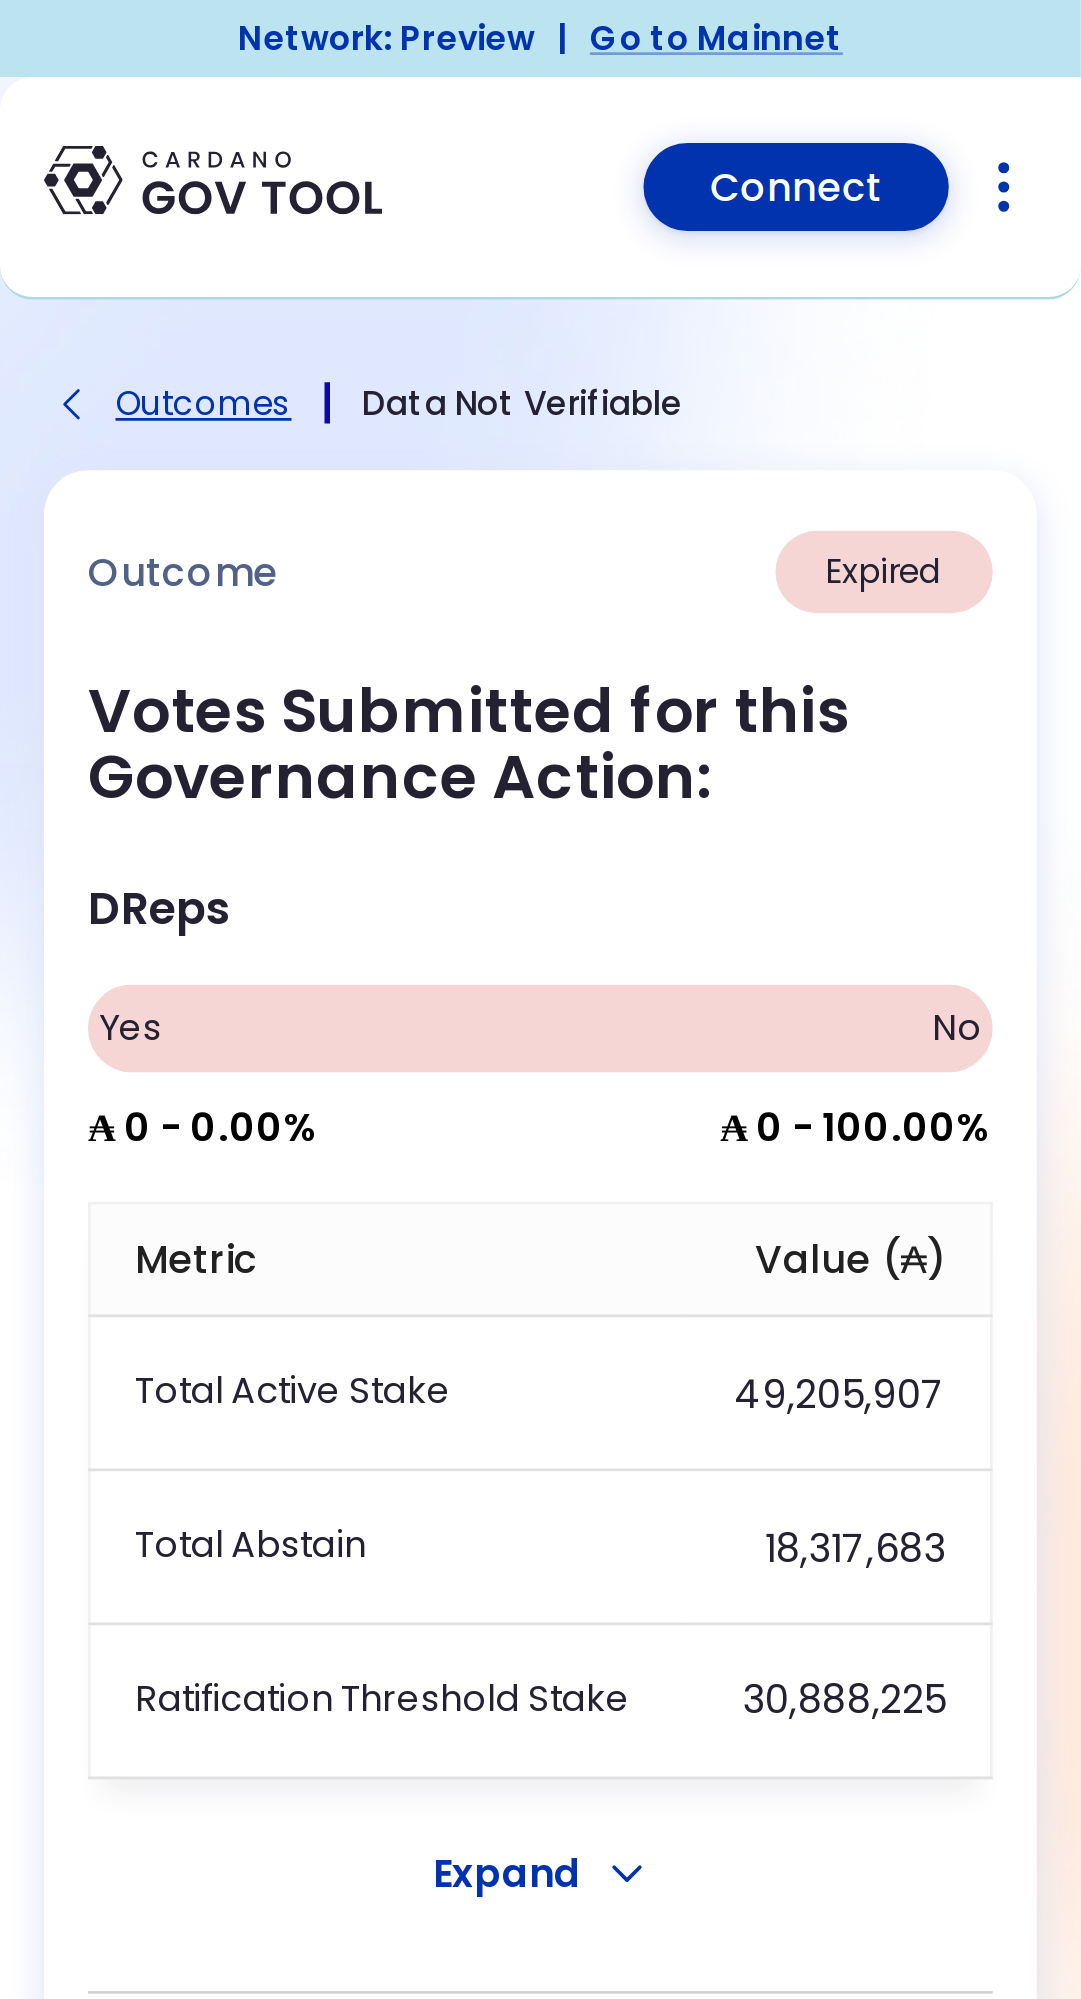 Network: Preview | Go to Mainnet
CARDANO
GOV TOOL
Connect
Outcomes | Data Not Verifiable
Outcome
Expired
Votes Submitted for this
Governance Action:
DReps
Yes No
₳ 0 - 0.00% ₳ 0 - 100.00%
Metric Value (₳)
Total Active Stake 49,205,907
Total Abstain 18,317,683
Ratification Threshold Stake 30,888,225
Expand